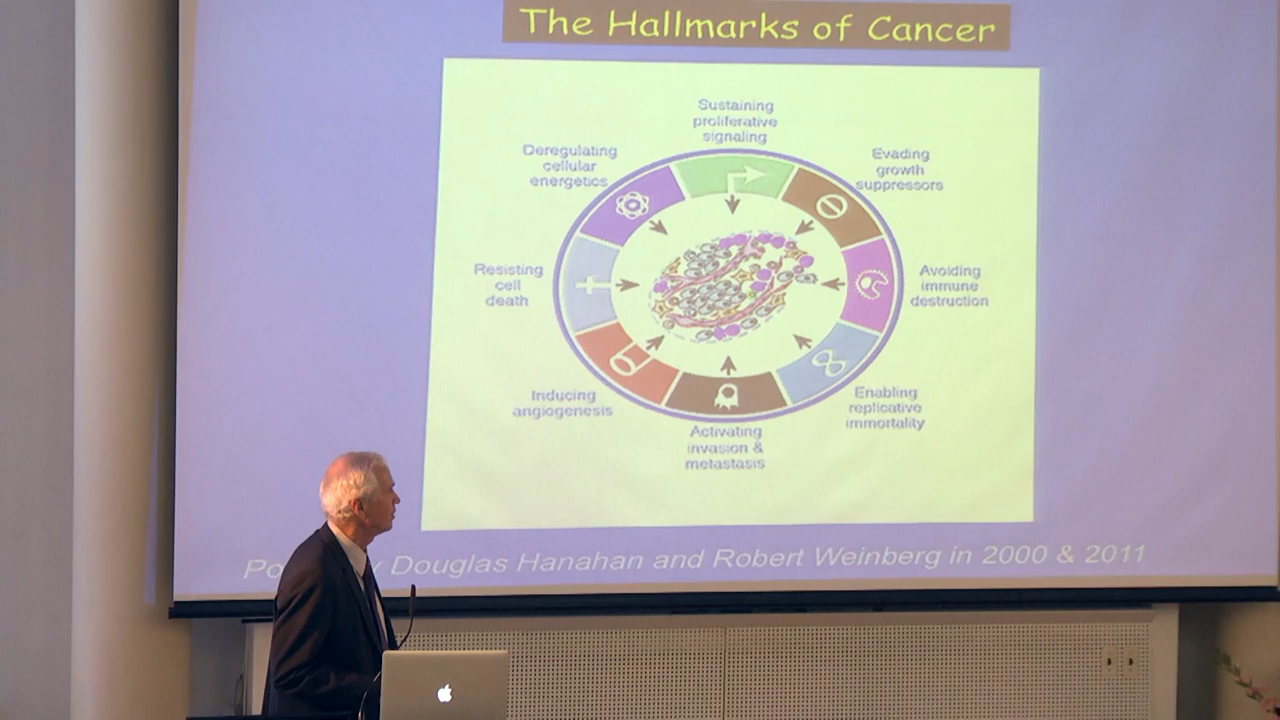 The Hallmarks of Cancer
Sustaining
proliferative
signaling
Deregulating
cellular
energetics
Evading
growth
suppressors
Resisting
cell
death
Avoiding
immune
destruction
Inducing
angiogenesis
Enabling
replicative
immortality
Activating
invasion &
metastasis
Douglas Hanahan and Robert Weinberg in 2000 & 2011